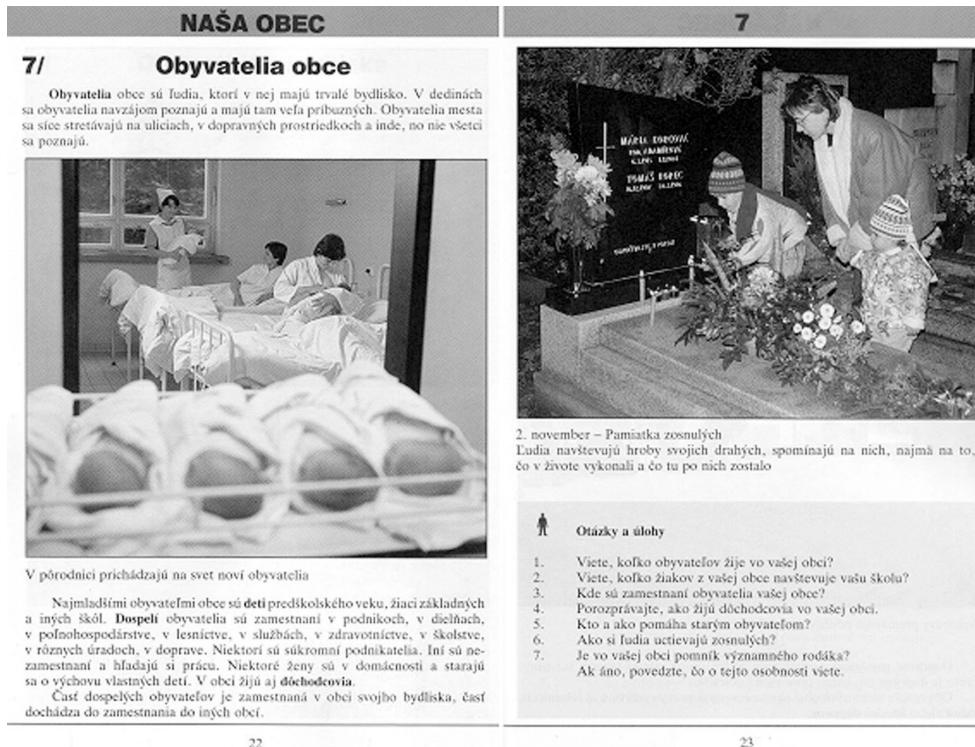 NAŠA OBEC
7/ Obyvatelia obce
Obyvatelia obce sú ľudia, ktorí v nej majú trvalé bydlisko. V dedinách
sa obyvatelia navzájom poznajú a majú tam veľa príbuzných. Obyvatelia mesta
sa síce stretávajú na uliciach, v dopravných prostriedkoch a inde, no nie všetci
sa poznajú.
V pôrodnici prichádzajú na svet noví obyvatelia
Najmladšími obyvateľmi obce sú deti predškolského veku, žiaci základných
a iných škôl. Dospelí obyvatelia sú zamestnaní v podnikoch, v dielňach,
v poľnohospodárstve, v lesníctve, v službách, v zdravotníctve, v školstve,
v rôznych úradoch, v doprave. Niektorí sú súkromní podnikatelia. Iní sú ne-
zamestnaní a hľadajú si prácu. Niektoré ženy sú v domácnosti a starajú
sa o výchovu vlastných detí. V obci žijú aj dôchodcovia.
Časť dospelých obyvateľov je zamestnaná v obci svojho bydliska, časť
dochádza do zamestnania do iných obcí.
22
7
TOMÁŠ
2. november – Pamiatka zosnulých
Ľudia navštevujú hroby svojich drahých, spomínajú na nich, najmä na to,
čo v živote vykonali a čo tu po nich zostalo
Otázky a úlohy
1. Viete, koľko obyvateľov žije vo vašej obci?
2. Viete, koľko žiakov z vašej obce navštevuje vašu školu?
3. Kde sú zamestnaní obyvatelia vašej obce?
4. Porozprávajte, ako žijú dôchodcovia vo vašej obci.
5. Kto a ako pomáha starým obyvateľom?
6. Ako si ľudia uctievajú zosnulých?
7. Je vo vašej obci pomník významného rodáka?
Ak áno, povedzte, čo o tejto osobnosti viete.
23